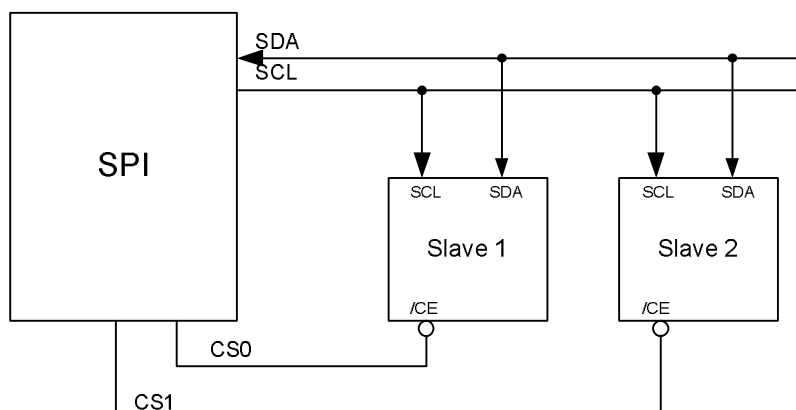 SDA
SCL
SPI
SCL SDA
Slave 1
/CE
SCL SDA
Slave 2
/CE
CS0
CS1